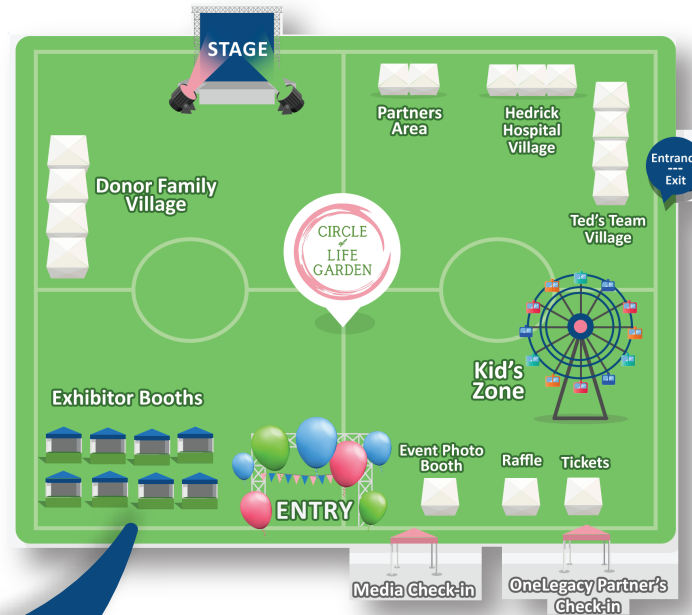 STAGE
Partners
Area
Hedrick
Hospital
Village
Entranc
---
Exit
Donor Family
Village
Ted's Team
Village
CIRCLE
of
LIFE
GARDEN
Kid's
Zone
Exhibitor Booths
Event Photo
Booth
Raffle
Tickets
ENTRY
Media Check-in
OneLegacy Partner's
Check-in